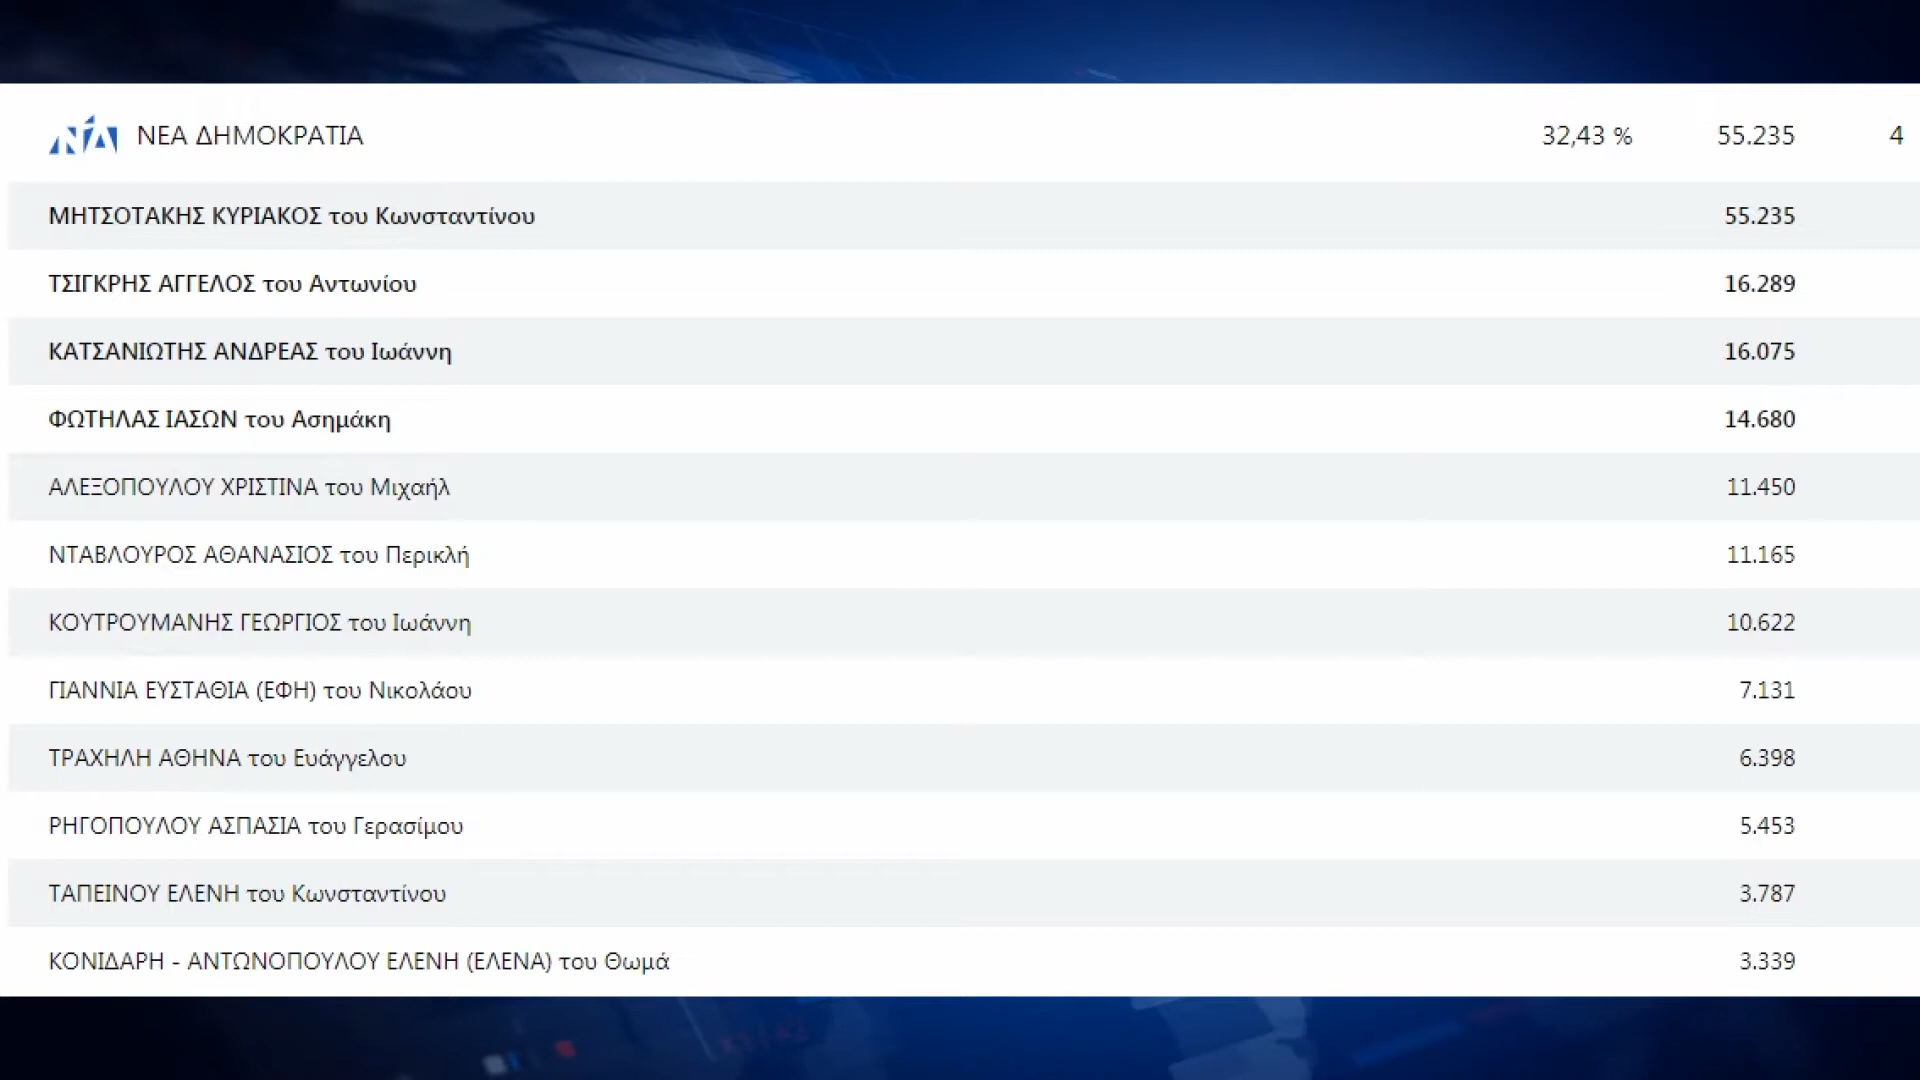 ΝΔ ΝΕΑ ΔΗΜΟΚΡΑΤΙΑ 32,43 % 55.235 4
ΜΗΤΣΟΤΑΚΗΣ ΚΥΡΙΑΚΟΣ του Κωνσταντίνου 55.235
ΤΣΙΓΚΡΗΣ ΑΓΓΕΛΟΣ του Αντωνίου 16.289
ΚΑΤΣΑΝΙΩΤΗΣ ΑΝΔΡΕΑΣ του Ιωάννη 16.075
ΦΩΤΗΛΑΣ ΙΑΣΩΝ του Ασημάκη 14.680
ΑΛΕΞΟΠΟΥΛΟΥ ΧΡΙΣΤΙΝΑ του Μιχαήλ 11.450
ΝΤΑΒΛΟΥΡΟΣ ΑΘΑΝΑΣΙΟΣ του Περικλή 11.165
ΚΟΥΤΡΟΥΜΑΝΗΣ ΓΕΩΡΓΙΟΣ του Ιωάννη 10.622
ΓΙΑΝΝΙΑ ΕΥΣΤΑΘΙΑ (ΕΦΗ) του Νικολάου 7.131
ΤΡΑΧΗΛΗ ΑΘΗΝΑ του Ευάγγελου 6.398
ΡΗΓΟΠΟΥΛΟΥ ΑΣΠΑΣΙΑ του Γερασίμου 5.453
ΤΑΠΕΙΝΟΥ ΕΛΕΝΗ του Κωνσταντίνου 3.787
ΚΟΝΙΔΑΡΗ - ΑΝΤΩΝΟΠΟΥΛΟΥ ΕΛΕΝΗ (ΕΛΕΝΑ) του Θωμά 3.339